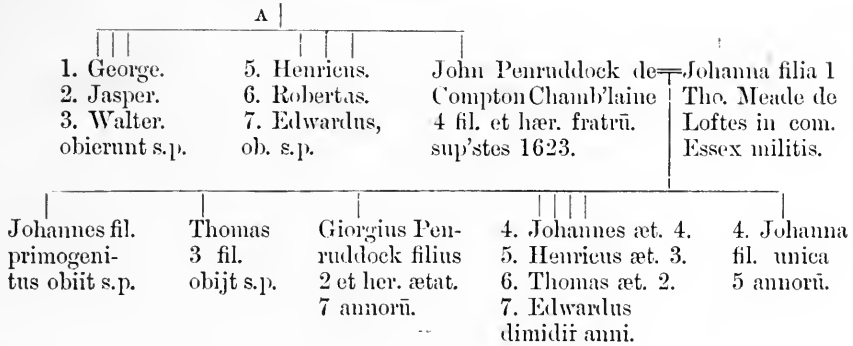 A
1. George.
2. Jasper.
3. Walter.
obierunt s.p.
5. Henricus.
6. Robertas.
7. Edwardus,
ob. s.p.
John Penruddock de
Compton Chamb'laine
4 fil. et hær. fratrū.
sup'stes 1623.
Johanna filia 1
Tho. Meade de
Loftes in com.
Essex militis.
Johannes fil.
primogeni-
tus obiit s.p.
Thomas
3 fil.
obijt s.p.
Giorgius Pen-
ruddock filius
2 et her. ætat.
7 annorū.
4. Johannes æt. 4.
5. Henricus æt. 3.
6. Thomas æt. 2.
7. Edwardus
dimidii anni.
4. Johanna
fil. unica
5 annorū.